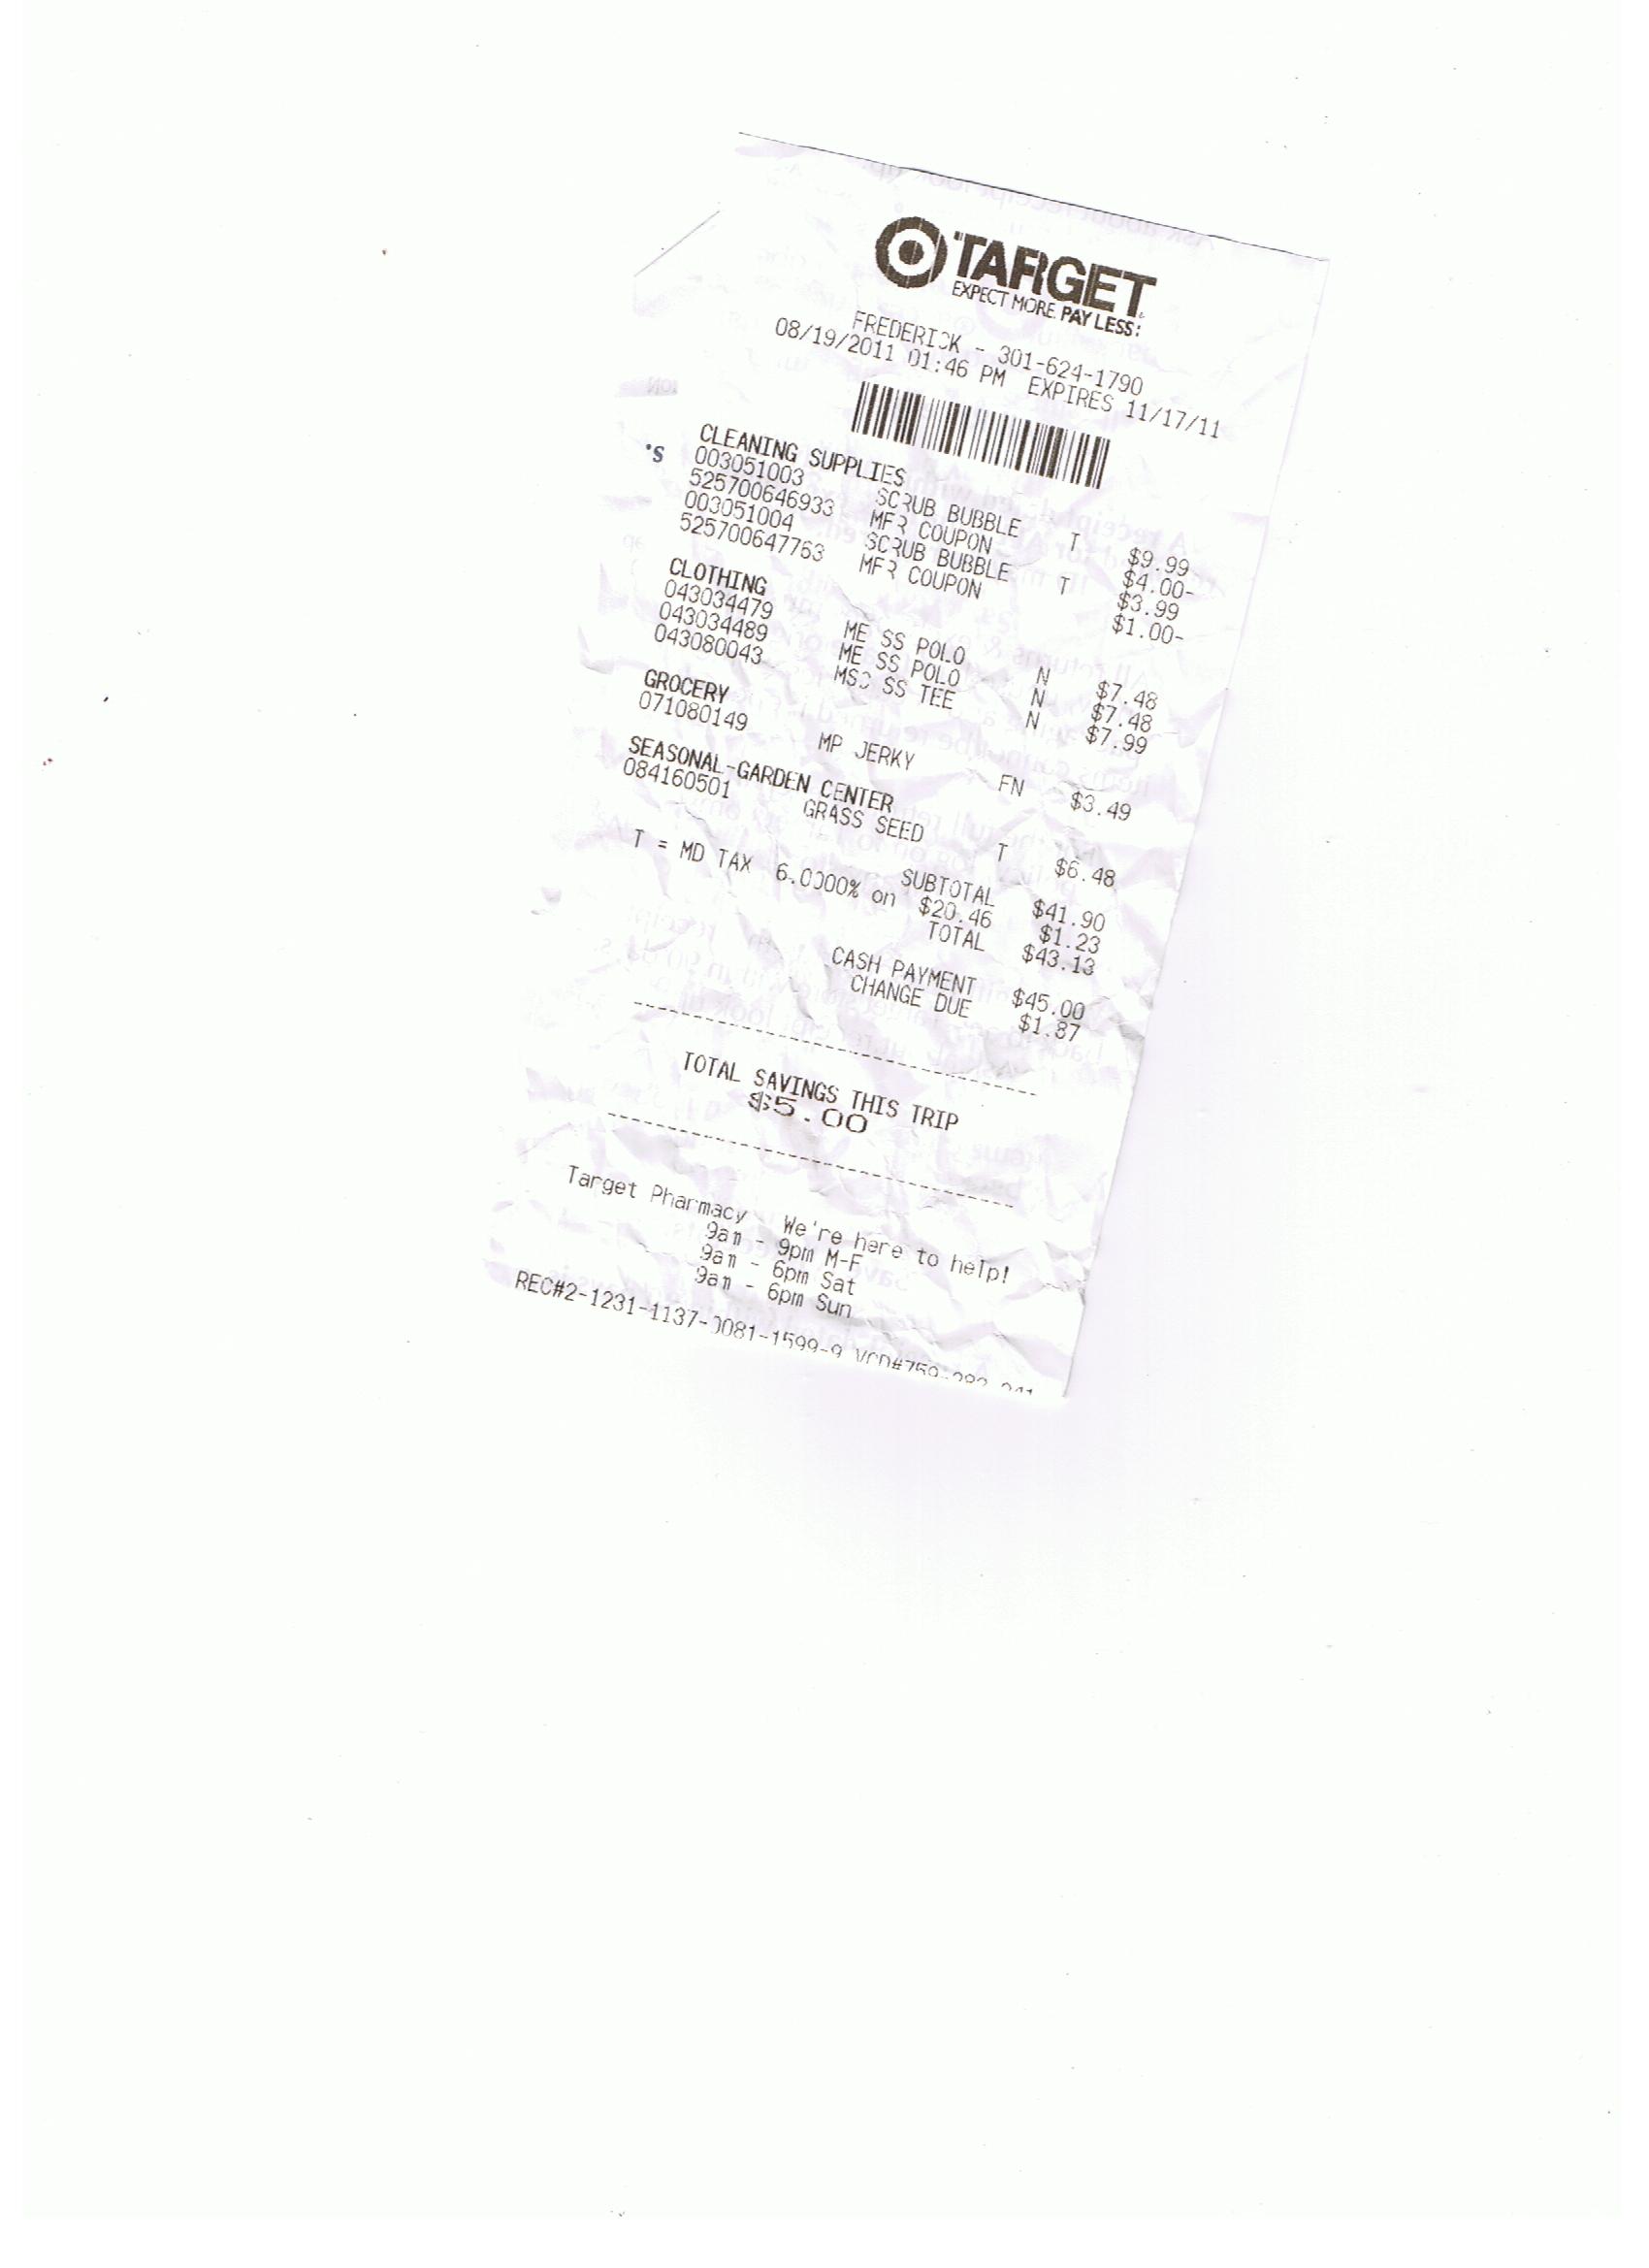 TARGET
EXPECT MORE. PAY LESS.
FREDERICK - 301-624-1790
08/19/2011 01:46 PM EXPIRES 11/17/11
CLEANING SUPPLIES
003051003 SCRUB BUBBLE T $9.99
525700646933 MFR COUPON $4.00-
003051004 SCRUB BUBBLE T $3.99
525700647763 MFR COUPON $1.00-
CLOTHING
043034479 ME SS POLO N $7.48
043034489 ME SS POLO N $7.48
043080043 MSC SS TEE N $7.99
GROCERY
071080149 MP JERKY FN $3.49
SEASONAL-GARDEN CENTER
084160501 GRASS SEED T $6.48
SUBTOTAL $41.90
T = MD TAX 6.0000% on $20.46 $1.23
TOTAL $43.13
CASH PAYMENT $45.00
CHANGE DUE $1.87
TOTAL SAVINGS THIS TRIP
$5.00
Target Pharmacy We're here to help!
9am - 9pm M-F
9am - 6pm Sat
9am - 6pm Sun
REC#2-1231-1137-0081-1599-9